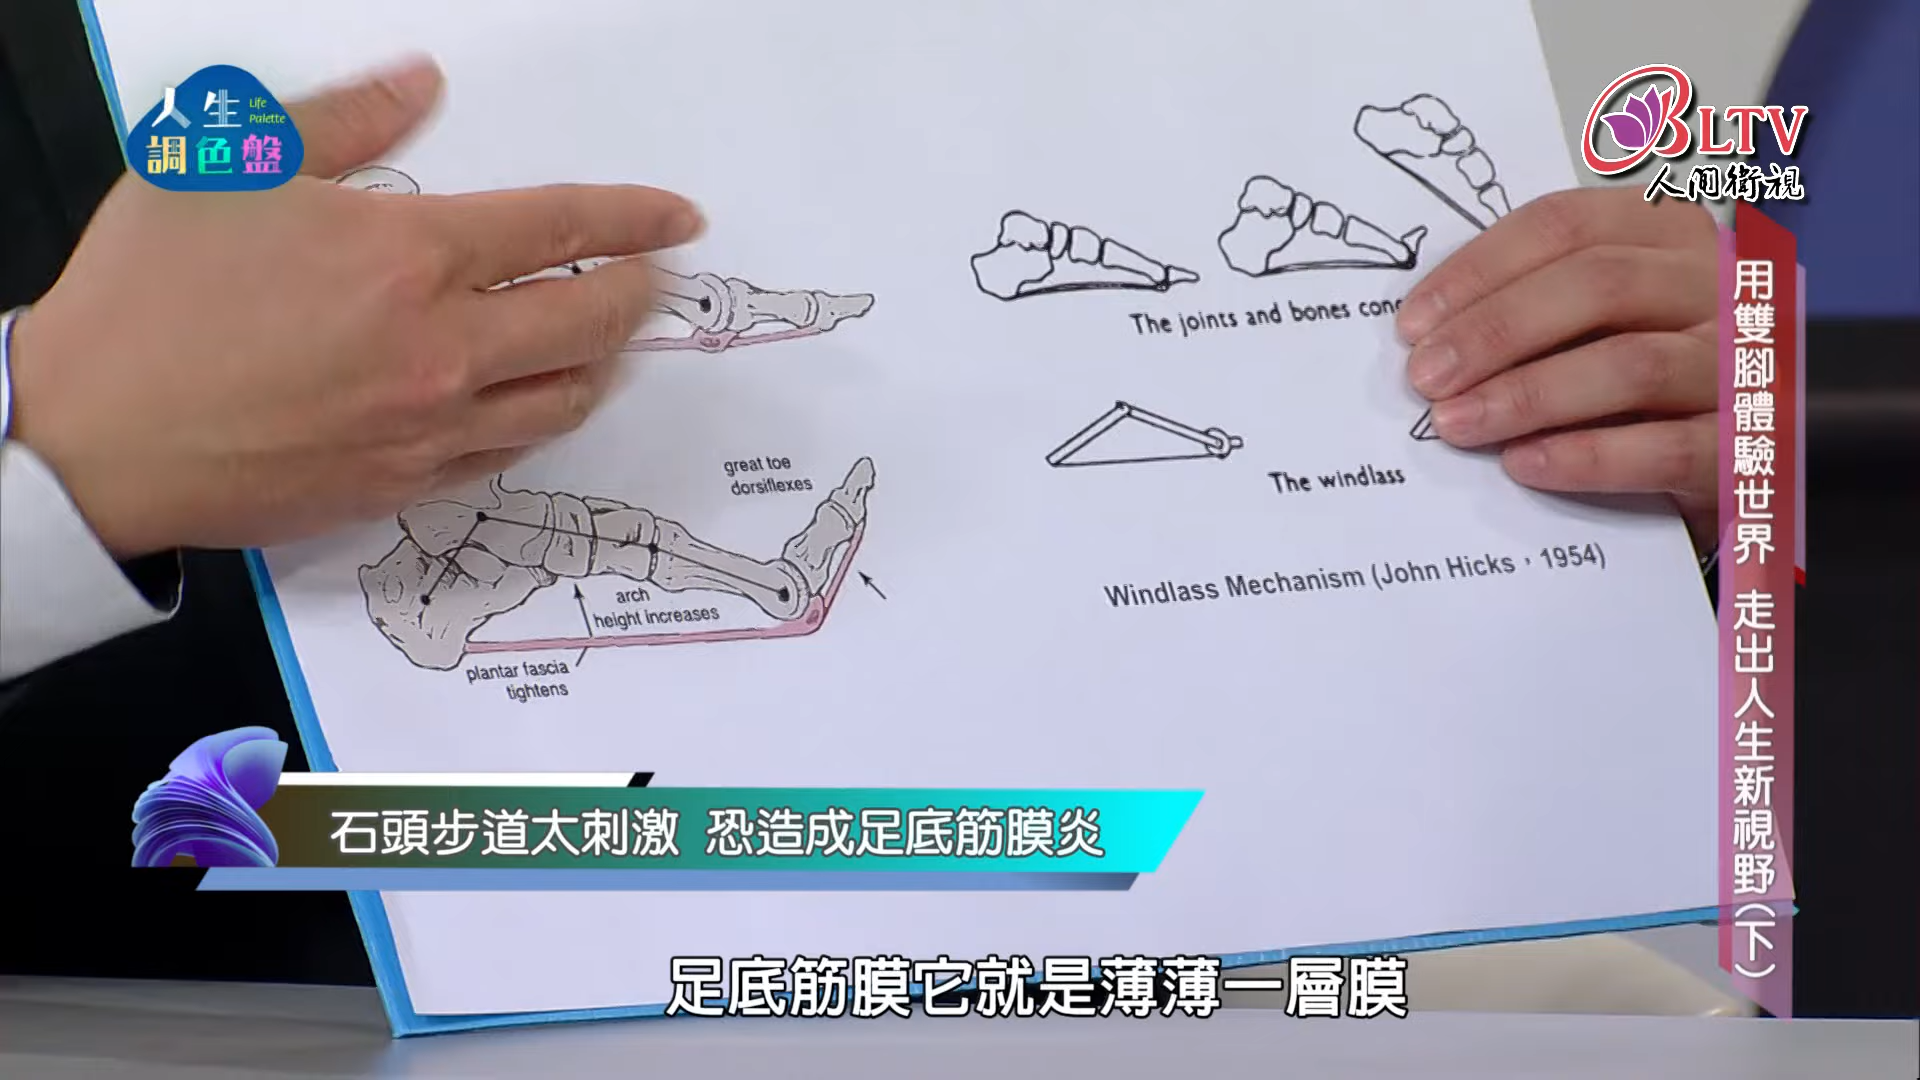 人生
Life
Palette
調色盤
BLTV
人間衛視
The joints and bones
The windlass
Windlass Mechanism (John Hicks，1954)
great toe
dorsiflexes
arch
height increases
plantar fascia
tightens
用雙腳體驗世界 走出人生新視野(下)
石頭步道太刺激 恐造成足底筋膜炎
足底筋膜它就是薄薄一層膜